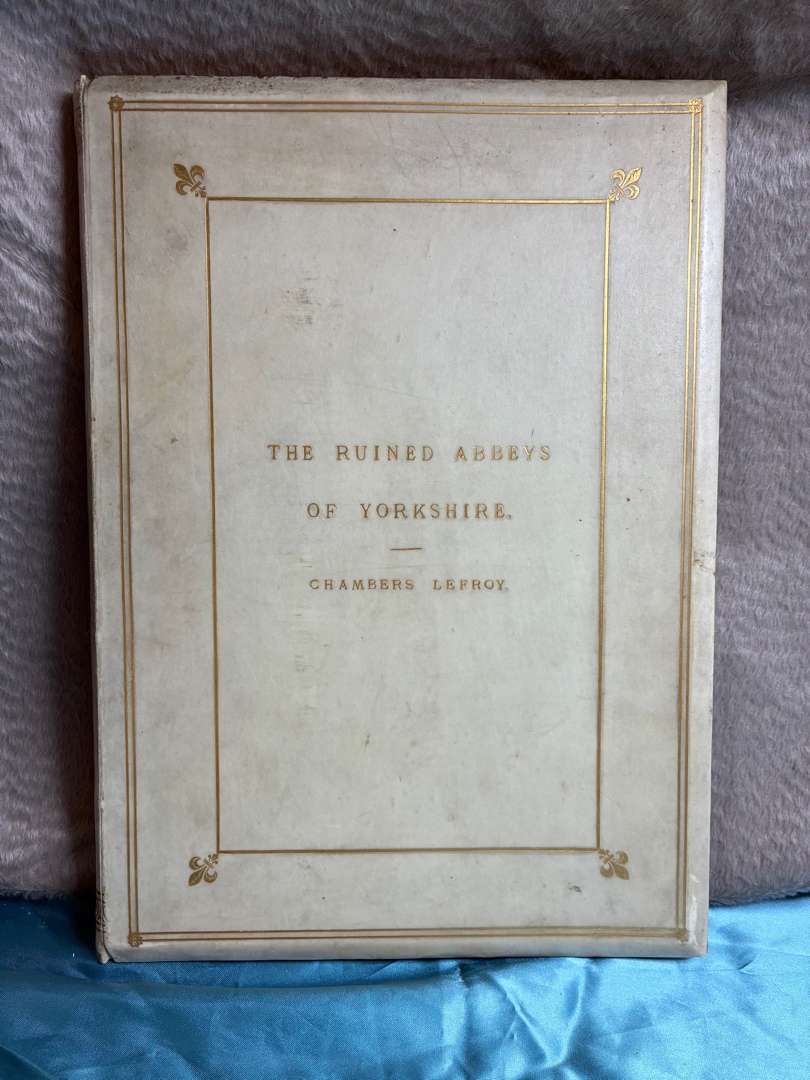 THE RUINED ABBEYS
OF YORKSHIRE.
CHAMBERS LEFROY.